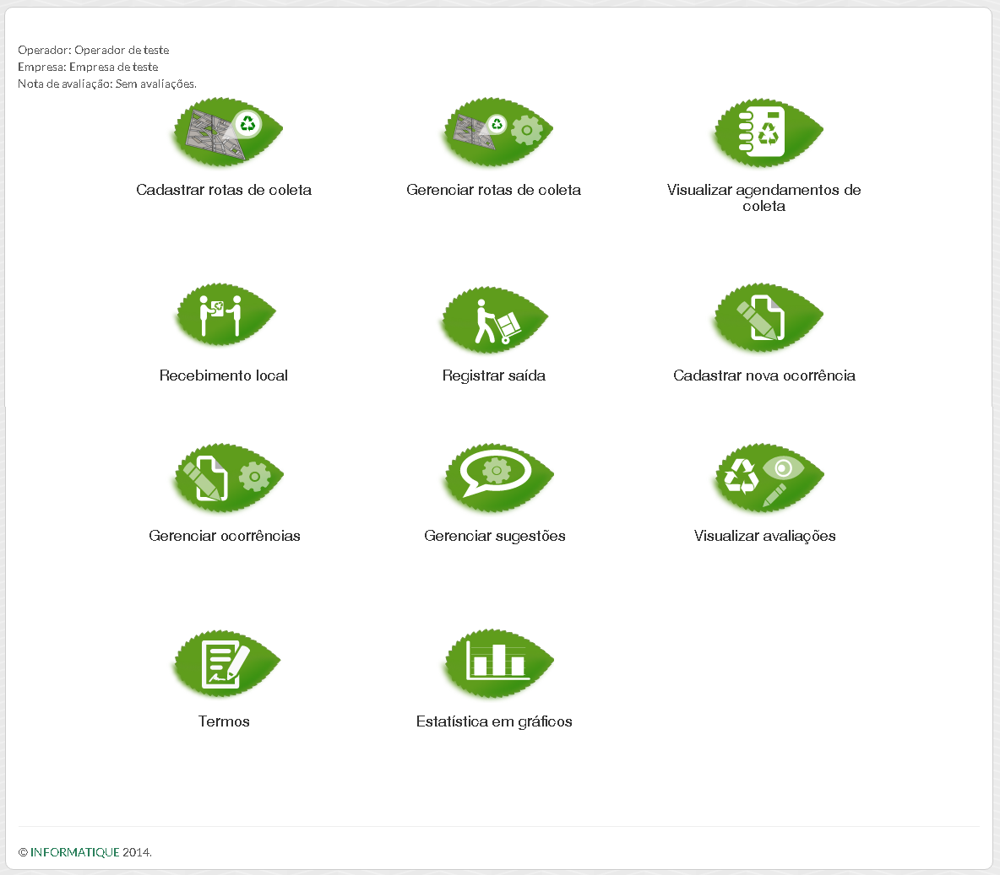 Operador: Operador de teste
Empresa: Empresa de teste
Nota de avaliação: Sem avaliações.
Cadastrar rotas de coleta
Gerenciar rotas de coleta
Visualizar agendamentos de
coleta
Recebimento local
Registrar saída
Cadastrar nova ocorrência
Gerenciar ocorrências
Gerenciar sugestões
Visualizar avaliações
Termos
Estatística em gráficos
© INFORMATIQUE 2014.